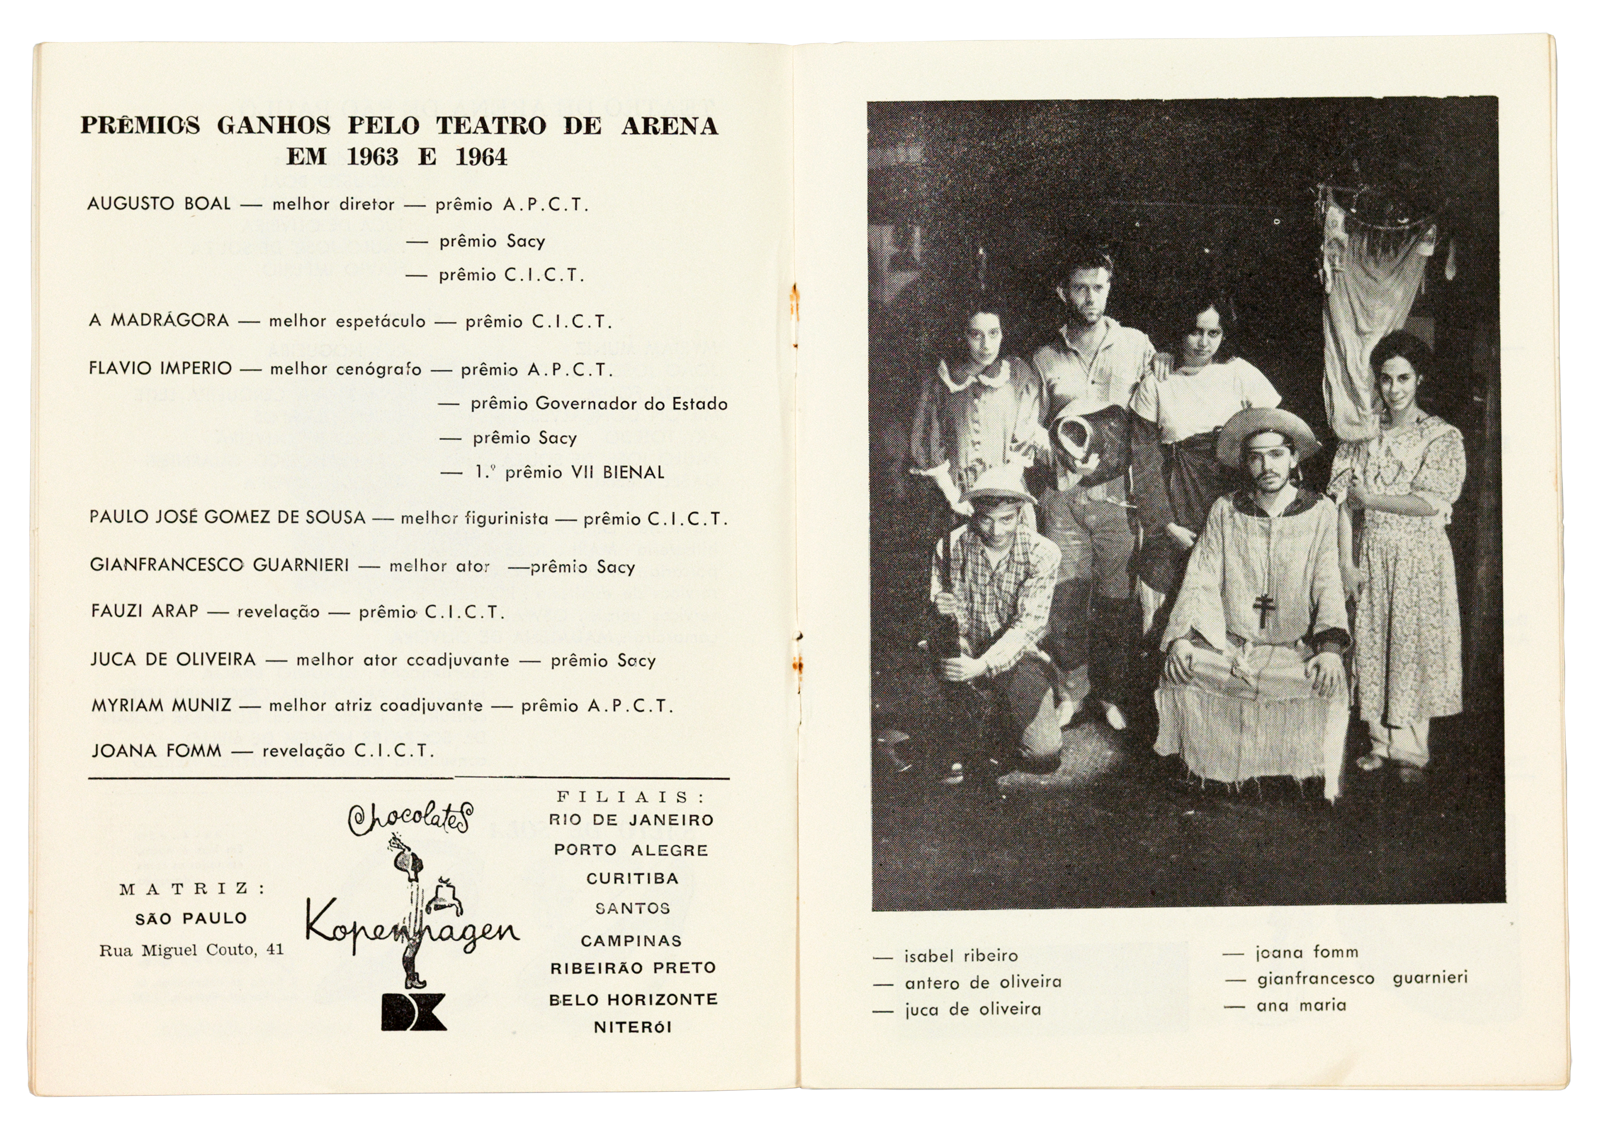 PRÊMIOS GANHOS PELO TEATRO DE ARENA
EM 1963 E 1964
AUGUSTO BOAL — melhor diretor — prêmio A.P.C.T.
— prêmio Sacy
— prêmio C.I.C.T.
A MADRÁGORA — melhor espetáculo — prêmio C.I.C.T.
FLAVIO IMPERIO — melhor cenógrafo — prêmio A.P.C.T.
— prêmio Governador do Estado
— prêmio Sacy
— 1.º prêmio VII BIENAL
PAULO JOSÉ GOMEZ DE SOUSA — melhor figurinista — prêmio C.I.C.T.
GIANFRANCESCO GUARNIERI — melhor ator —prêmio Sacy
FAUZI ARAP — revelação — prêmio C.I.C.T.
JUCA DE OLIVEIRA — melhor ator coadjuvante — prêmio Sacy
MYRIAM MUNIZ — melhor atriz coadjuvante — prêmio A.P.C.T.
JOANA FOMM — revelação C.I.C.T.
MATRIZ:
SÃO PAULO
Rua Miguel Couto, 41
Chocolates
Kopenhagen
DK
FILIAIS:
RIO DE JANEIRO
PORTO ALEGRE
CURITIBA
SANTOS
CAMPINAS
RIBEIRÃO PRETO
BELO HORIZONTE
NITERÓI
— isabel ribeiro
— antero de oliveira
— juca de oliveira
— joana fomm
— gianfrancesco guarnieri
— ana maria